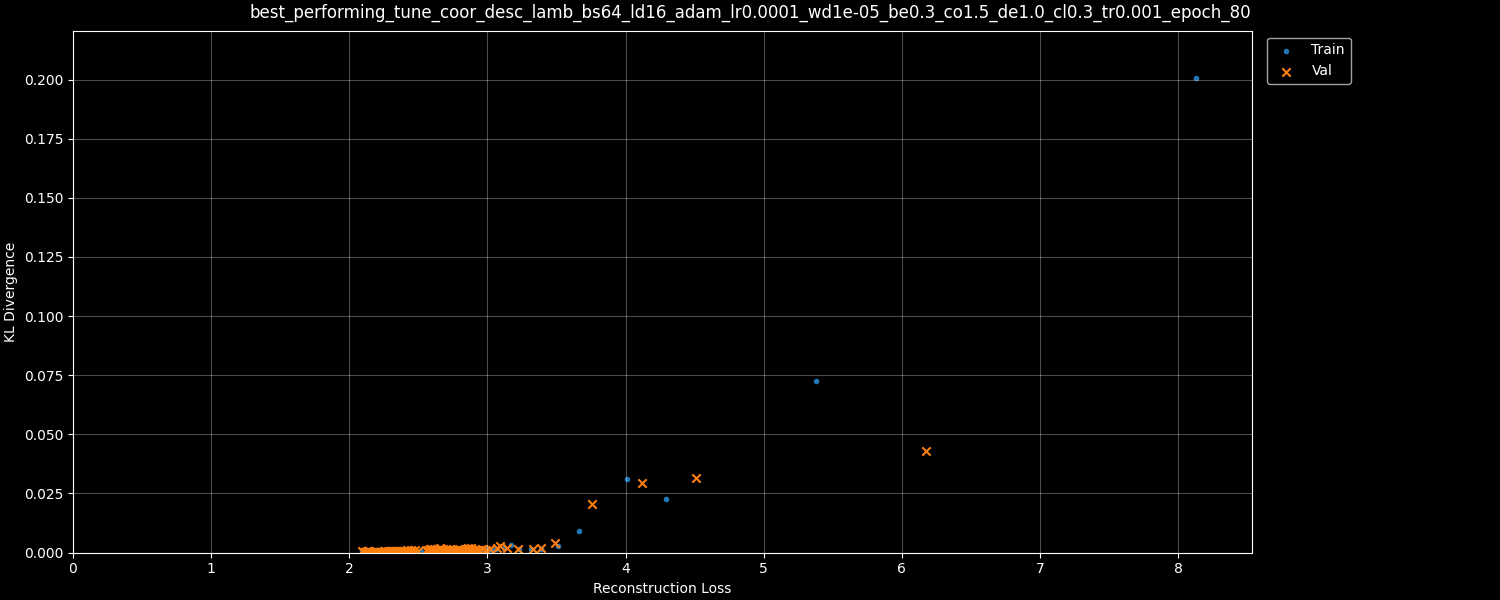 best_performing_tune_coor_desc_lamb_bs64_ld16_adam_lr0.0001_wd1e-05_be0.3_co1.5_de1.0_cl0.3_tr0.001_epoch_80
Train
Val
0.200
0.175
0.150
0.125
0.100
0.075
0.050
0.025
0.000
KL Divergence
0 1 2 3 4 5 6 7 8
Reconstruction Loss